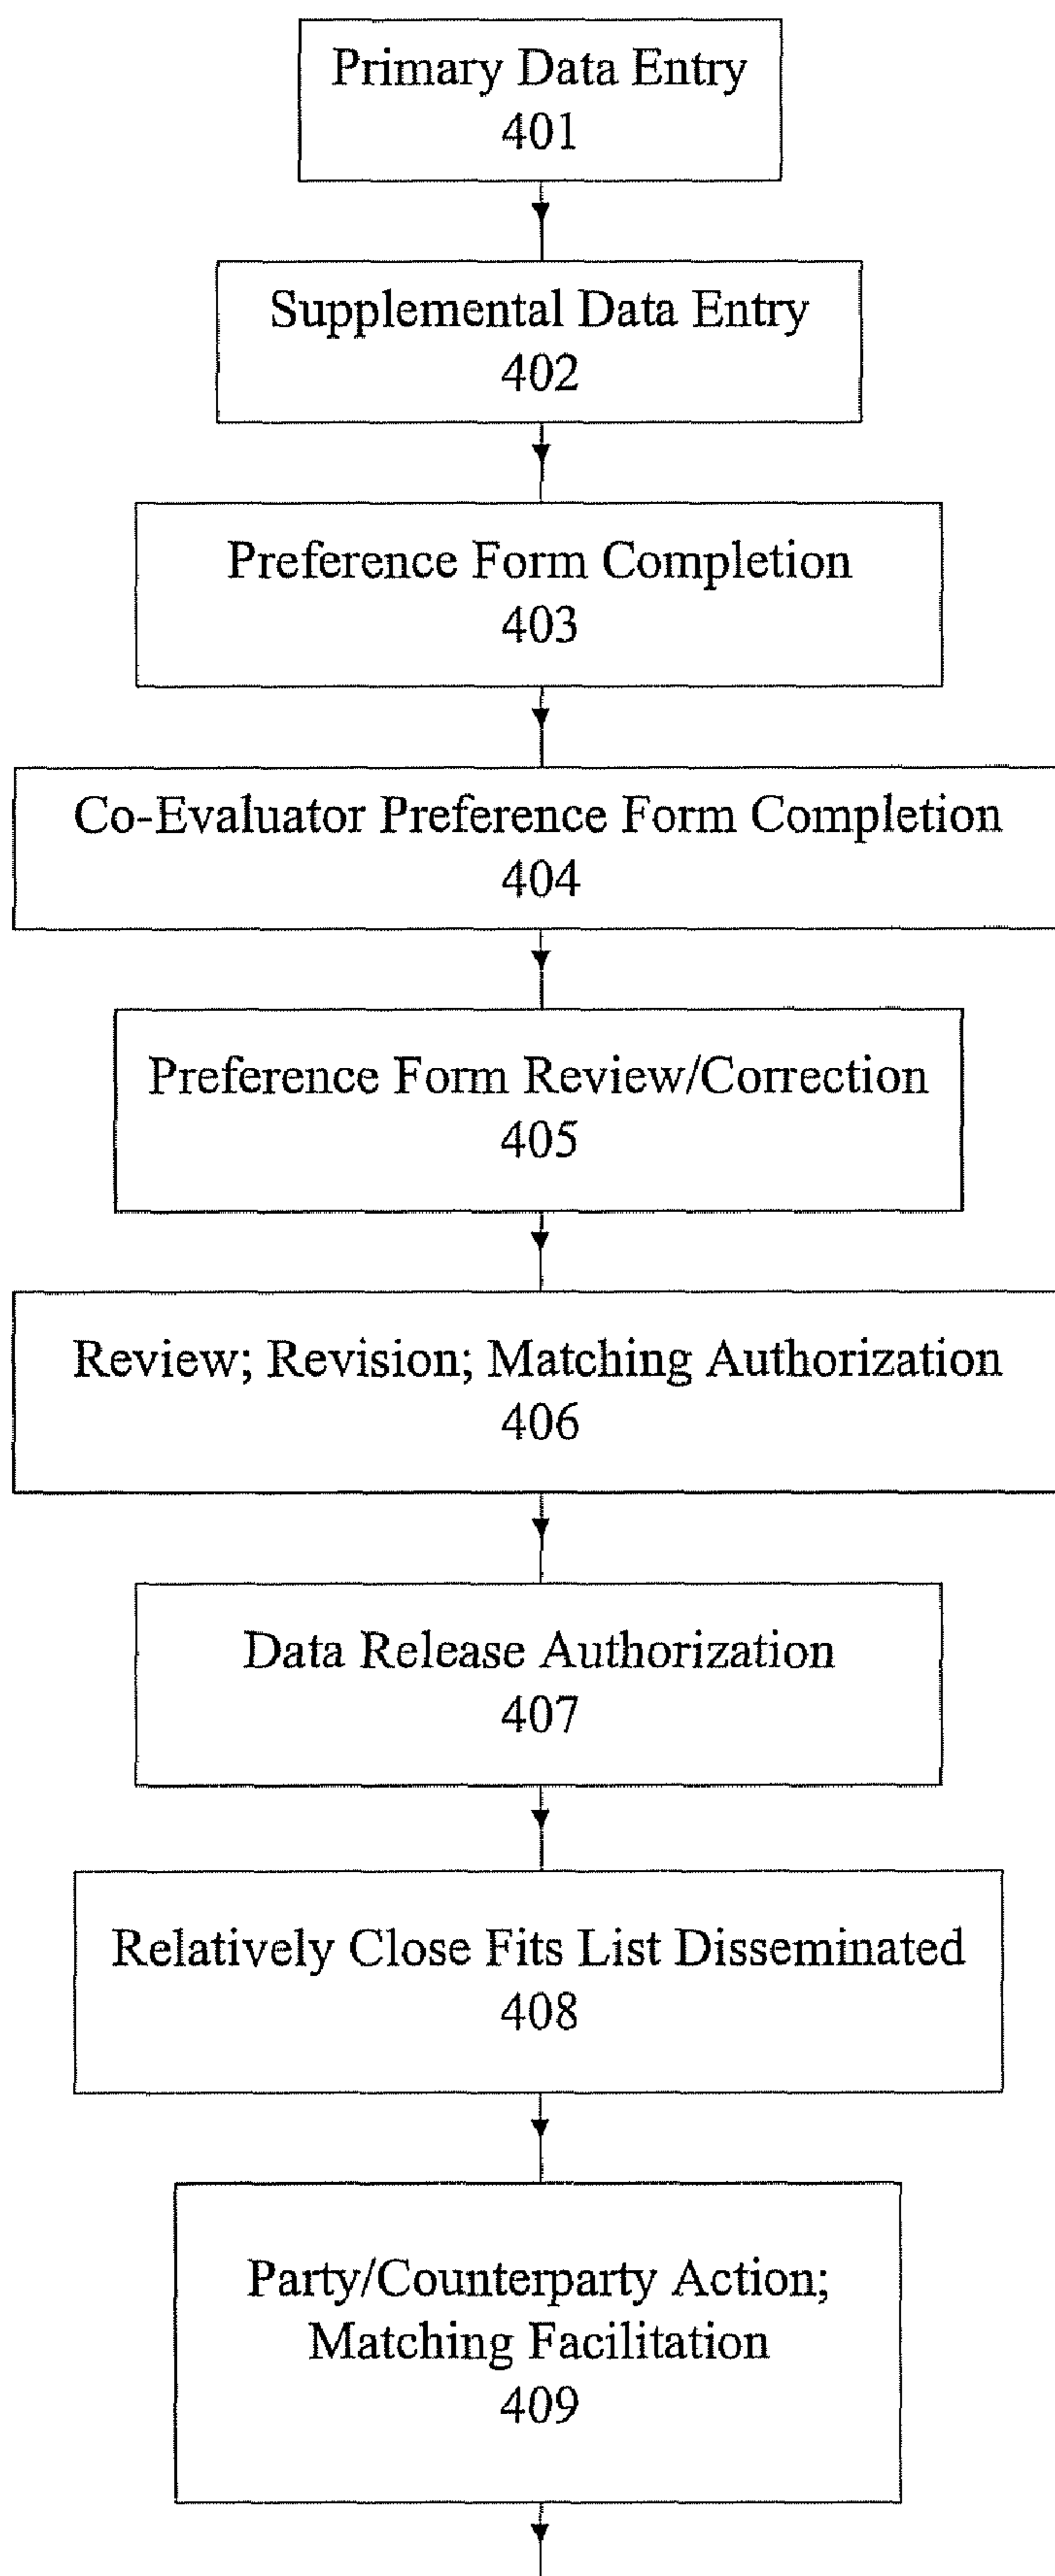 Primary Data Entry
401
Supplemental Data Entry
402
Preference Form Completion
403
Co-Evaluator Preference Form Completion
404
Preference Form Review/Correction
405
Review; Revision; Matching Authorization
406
Data Release Authorization
407
Relatively Close Fits List Disseminated
408
Party/Counterparty Action;
Matching Facilitation
409